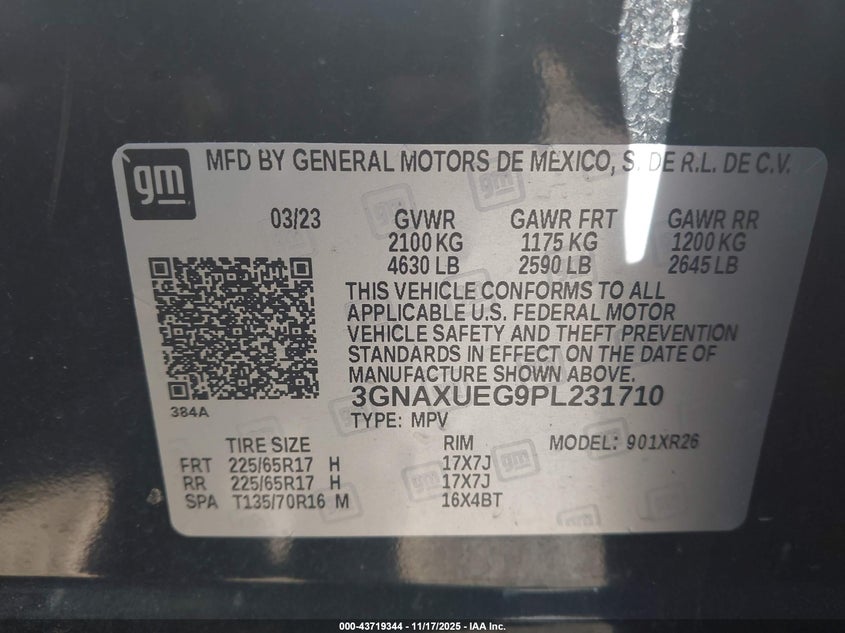 gm MFD BY GENERAL MOTORS DE MEXICO, S. DE R.L. DE C.V.
03/23 GVWR GAWR FRT GAWR RR
2100 KG 1175 KG 1200 KG
4630 LB 2590 LB 2645 LB
THIS VEHICLE CONFORMS TO ALL
APPLICABLE U.S. FEDERAL MOTOR
VEHICLE SAFETY AND THEFT PREVENTION
STANDARDS IN EFFECT ON THE DATE OF
MANUFACTURE SHOWN ABOVE.
3GNAXUEG9PL231710
384A
TYPE: MPV
TIRE SIZE RIM MODEL: 901XR26
FRT 225/65R17 H 17X7J
RR 225/65R17 H 17X7J
SPA T135/70R16 M 16X4BT
000-43719344 - 11/17/2025 - IAA Inc.